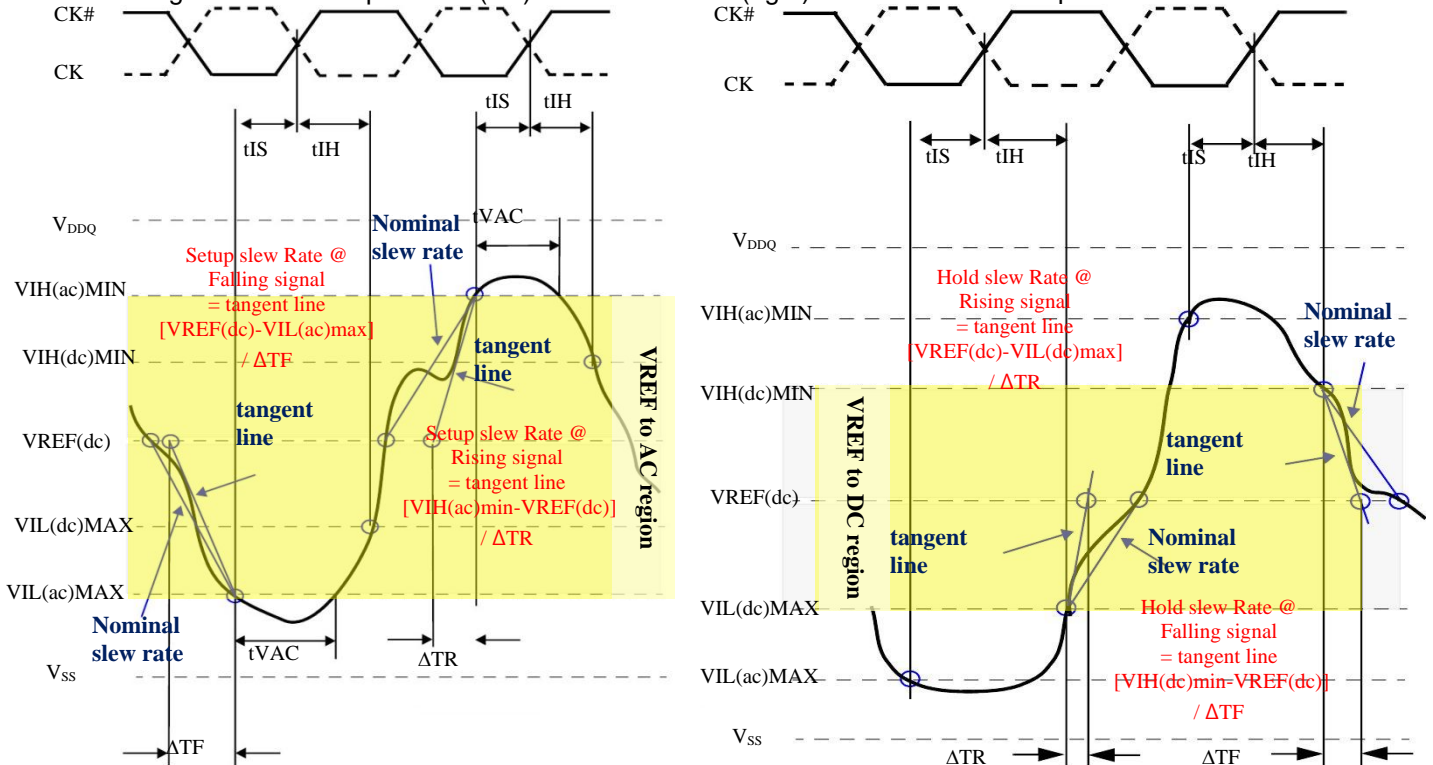 CK#
CK
tIS
tIH
tIS
tIH
VDDQ
Nominal
slew rate
tVAC
Setup slew Rate @
Falling signal
= tangent line
[VREF(dc)-VIL(ac)max]
/ ΔTF
VIH(ac)MIN
VIH(dc)MIN
tangent
line
tangent
line
VREF(dc)
Setup slew Rate @
Rising signal
= tangent line
[VIH(ac)min-VREF(dc)]
/ ΔTR
VREF to AC region
VIL(dc)MAX
VIL(ac)MAX
Nominal
slew rate
tVAC
ΔTR
VSS
ΔTF
CK#
CK
tIS
tIH
tIS
tIH
VDDQ
Hold slew Rate @
Rising signal
= tangent line
[VREF(dc)-VIL(dc)max]
/ ΔTR
VIH(ac)MIN
Nominal
slew rate
VIH(dc)MIN
VREF to DC region
tangent
line
VREF(dc)
tangent
line
Nominal
slew rate
VIL(dc)MAX
Hold slew Rate @
Falling signal
= tangent line
[VIH(dc)min-VREF(dc)]
/ ΔTF
VIL(ac)MAX
VSS
ΔTR
ΔTF